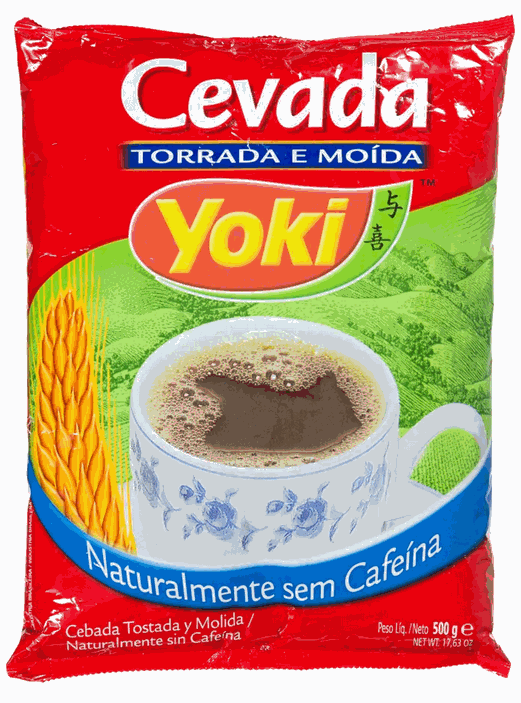 Cevada
TORRADA E MOÍDA
Yoki
™
与
喜
Naturalmente sem Cafeína
Cebada Tostada y Molida /
Naturalmente sin Cafeína
Peso Líq. / Neto 500 g e
NET WT. 17,63 OZ